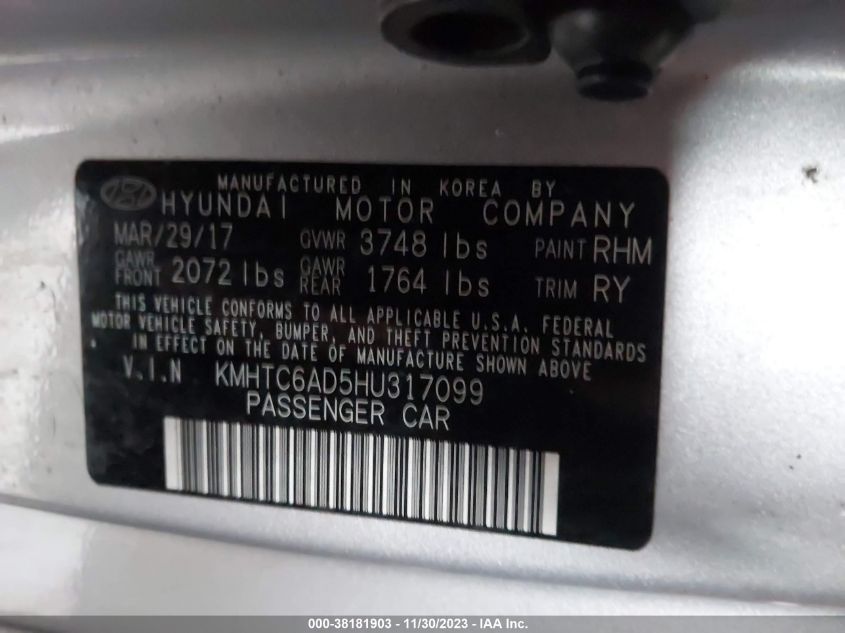 MANUFACTURED IN KOREA BY
HYUNDAI MOTOR COMPANY
MAR/29/17 GVWR 3748 lbs PAINT RHM
GAWR FRONT 2072 lbs GAWR REAR 1764 lbs TRIM RY
THIS VEHICLE CONFORMS TO ALL APPLICABLE U.S.A. FEDERAL
MOTOR VEHICLE SAFETY, BUMPER, AND THEFT PREVENTION STANDARDS
IN EFFECT ON THE DATE OF MANUFACTURE SHOWN ABOVE
V.I.N KMHTC6AD5HU317099
PASSENGER CAR
000-38181903 - 11/30/2023 - IAA Inc.